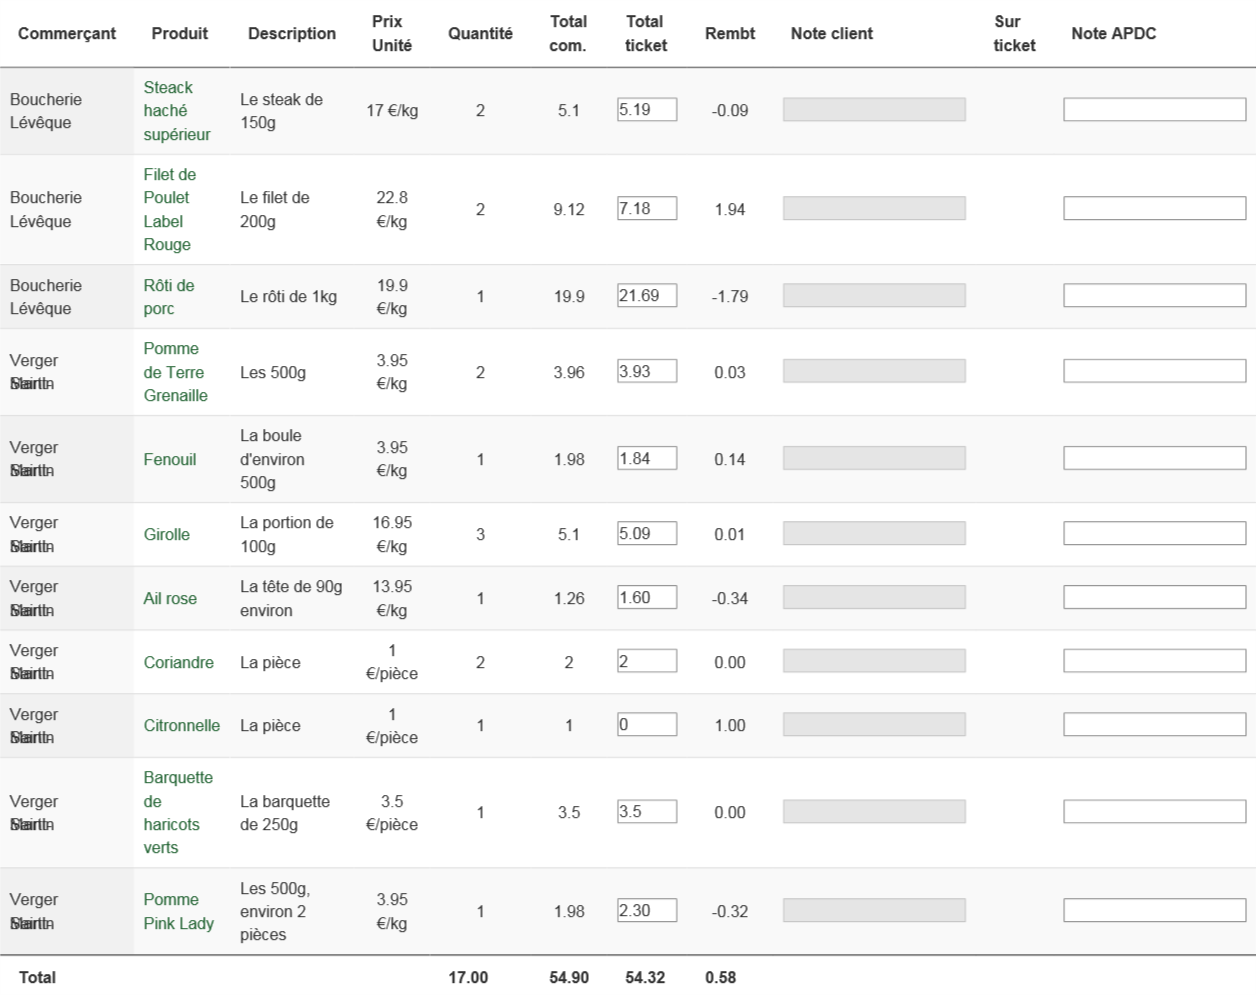 Commerçant Produit Description Prix Unité Quantité Total com. Total ticket Rembt Note client Sur ticket Note APDC
Boucherie Lévêque Steack haché supérieur Le steak de 150g 17 €/kg 2 5.1 5.19 -0.09
Boucherie Lévêque Filet de Poulet Label Rouge Le filet de 200g 22.8 €/kg 2 9.12 7.18 1.94
Boucherie Lévêque Rôti de porc Le rôti de 1kg 19.9 €/kg 1 19.9 21.69 -1.79
Verger Pomme de Terre Grenaille Les 500g 3.95 €/kg 2 3.96 3.93 0.03
Verger Fenouil La boule d'environ 500g 3.95 €/kg 1 1.98 1.84 0.14
Verger Girolle La portion de 100g 16.95 €/kg 3 5.1 5.09 0.01
Verger Ail rose La tête de 90g environ 13.95 €/kg 1 1.26 1.60 -0.34
Verger Coriandre La pièce 1 €/pièce 2 2 2 0.00
Verger Citronnelle La pièce 1 €/pièce 1 1 0 1.00
Verger Barquette de haricots verts La barquette de 250g 3.5 €/pièce 1 3.5 3.5 0.00
Verger Pomme Pink Lady Les 500g, environ 2 pièces 3.95 €/kg 1 1.98 2.30 -0.32
Total 17.00 54.90 54.32 0.58